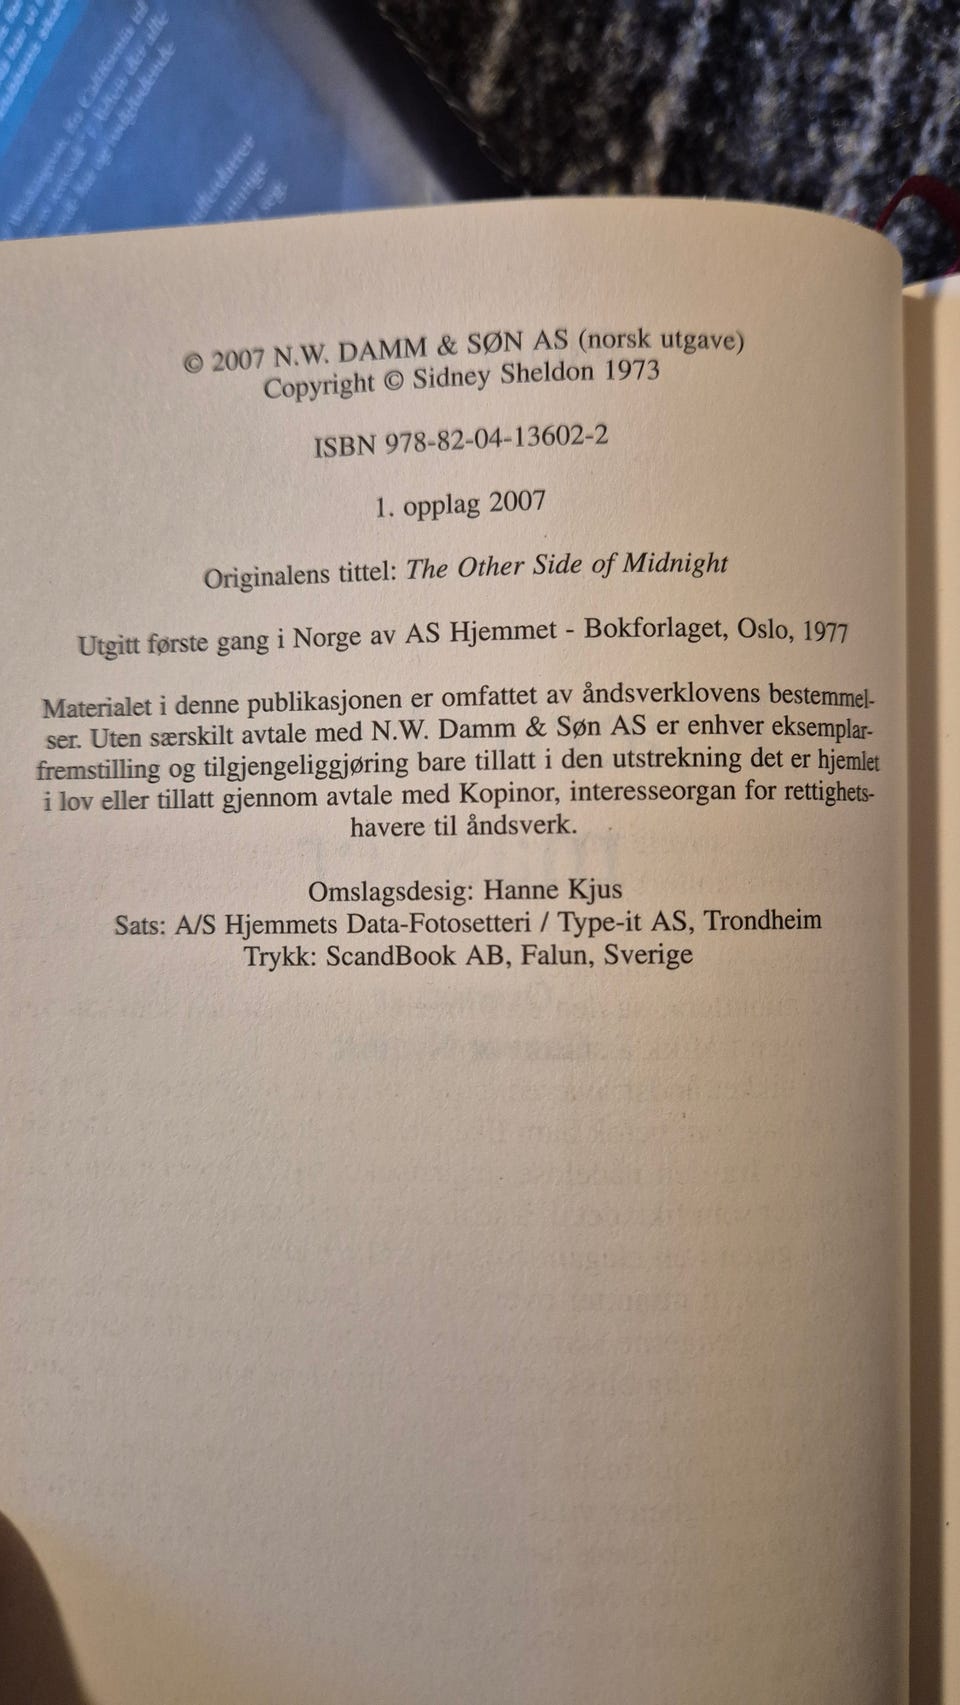 © 2007 N.W. DAMM & SØN AS (norsk utgave)
Copyright © Sidney Sheldon 1973
ISBN 978-82-04-13602-2
1. opplag 2007
Originalens tittel: The Other Side of Midnight
Utgitt første gang i Norge av AS Hjemmet - Bokforlaget, Oslo, 1977
Materialet i denne publikasjonen er omfattet av åndsverklovens bestemmel-
ser. Uten særskilt avtale med N.W. Damm & Søn AS er enhver eksemplar-
fremstilling og tilgjengeliggjøring bare tillatt i den utstrekning det er hjemlet
i lov eller tillatt gjennom avtale med Kopinor, interesseorgan for rettighets-
havere til åndsverk.
Omslagsdesig: Hanne Kjus
Sats: A/S Hjemmets Data-Fotosetteri / Type-it AS, Trondheim
Trykk: ScandBook AB, Falun, Sverige